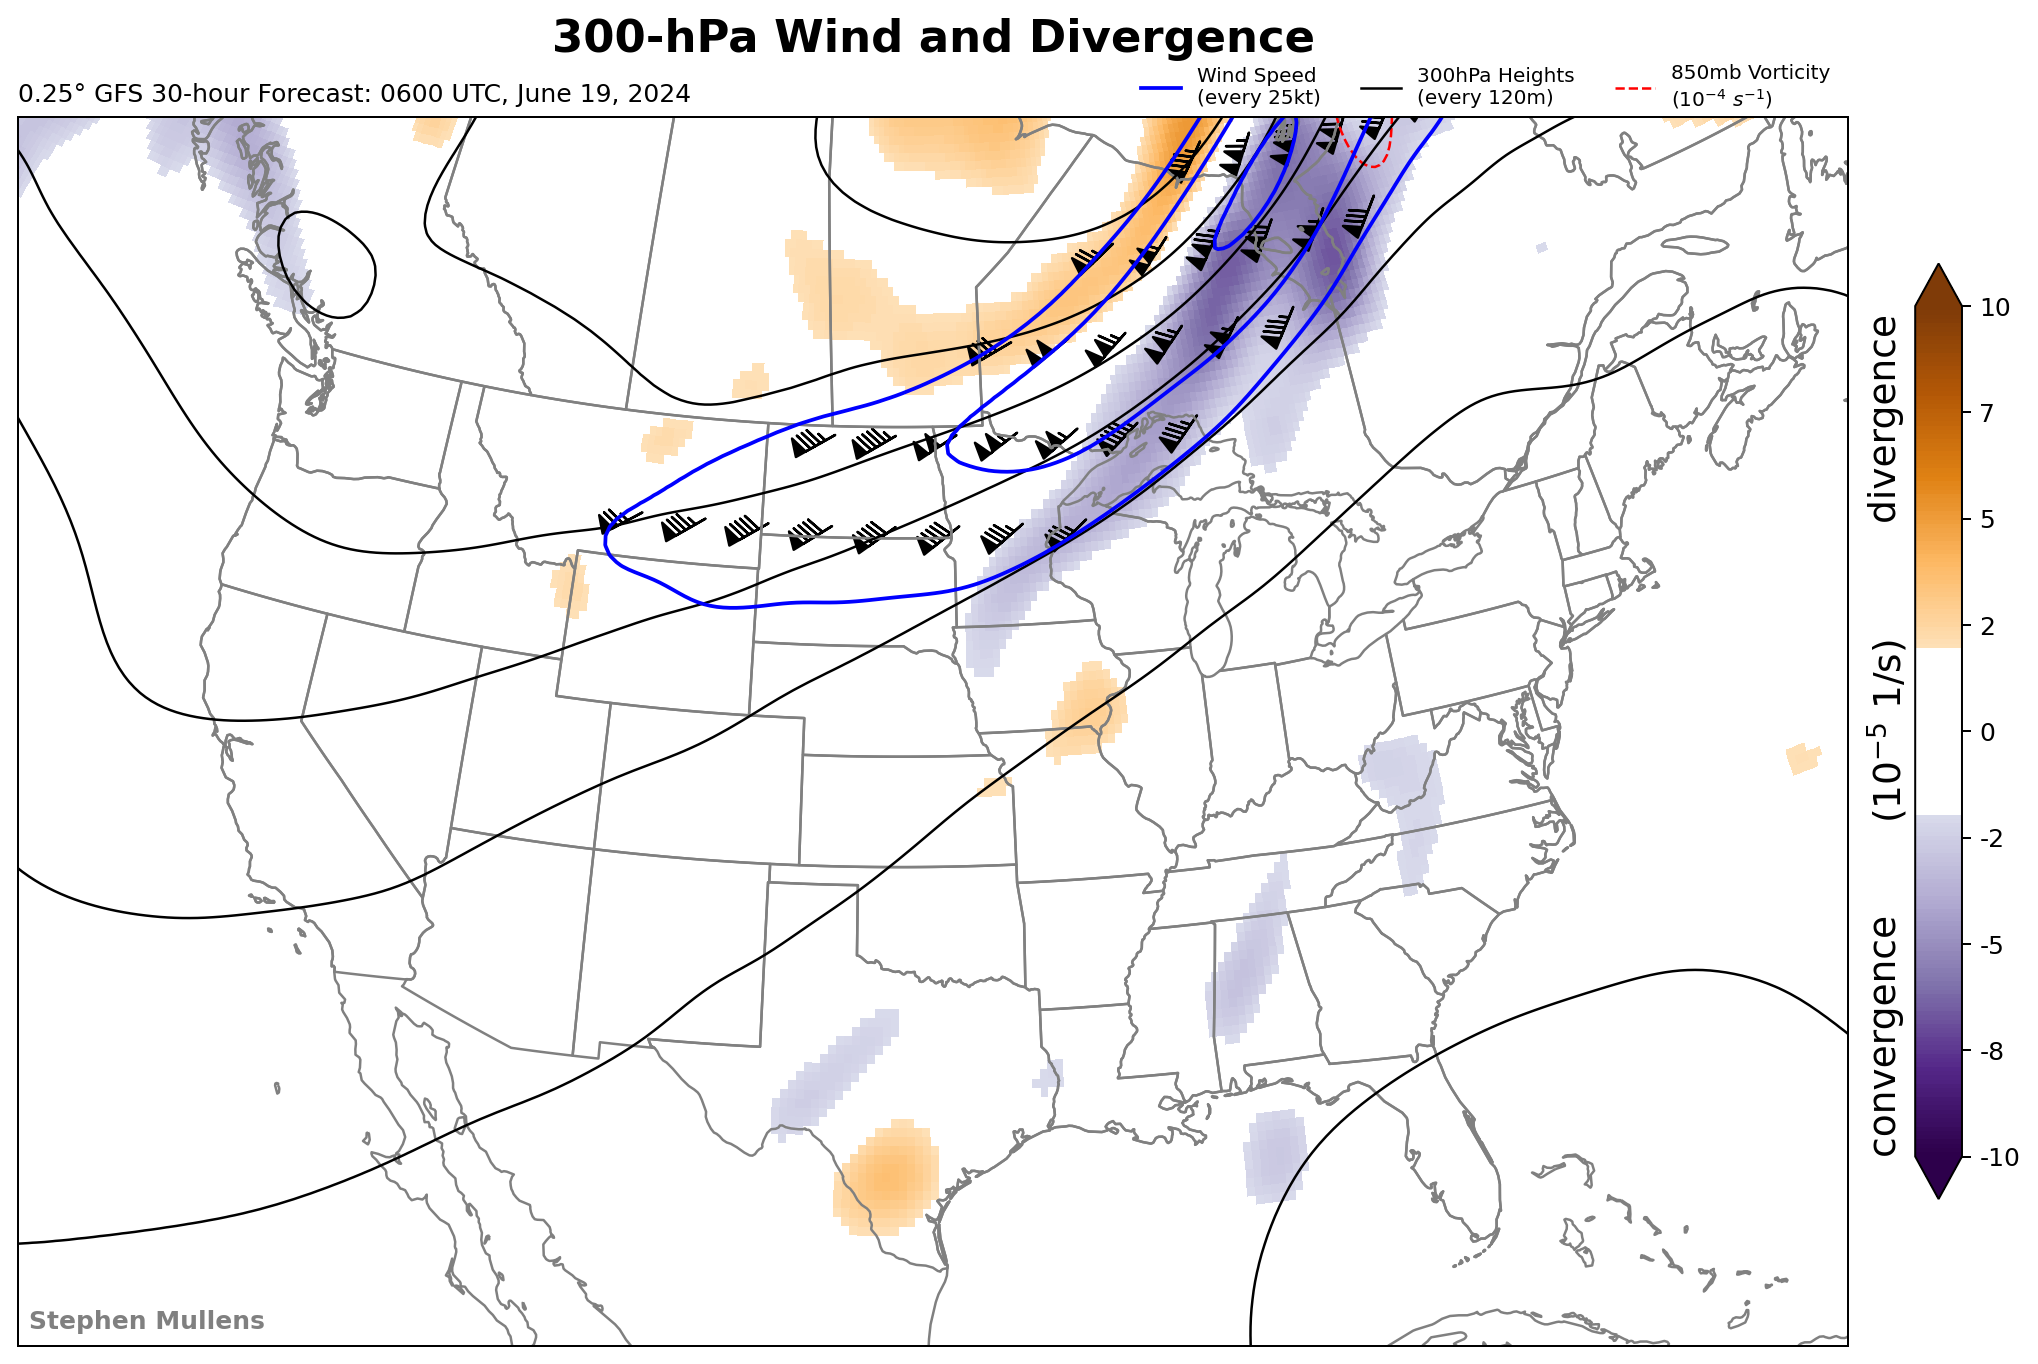 300-hPa Wind and Divergence
0.25° GFS 30-hour Forecast: 0600 UTC, June 19, 2024
Wind Speed
(every 25kt)
300hPa Heights
(every 120m)
850mb Vorticity
(10⁻⁴ s⁻¹)
10
7
5
2
0
-2
-5
-8
-10
convergence (10⁻⁵ 1/s) divergence
Stephen Mullens